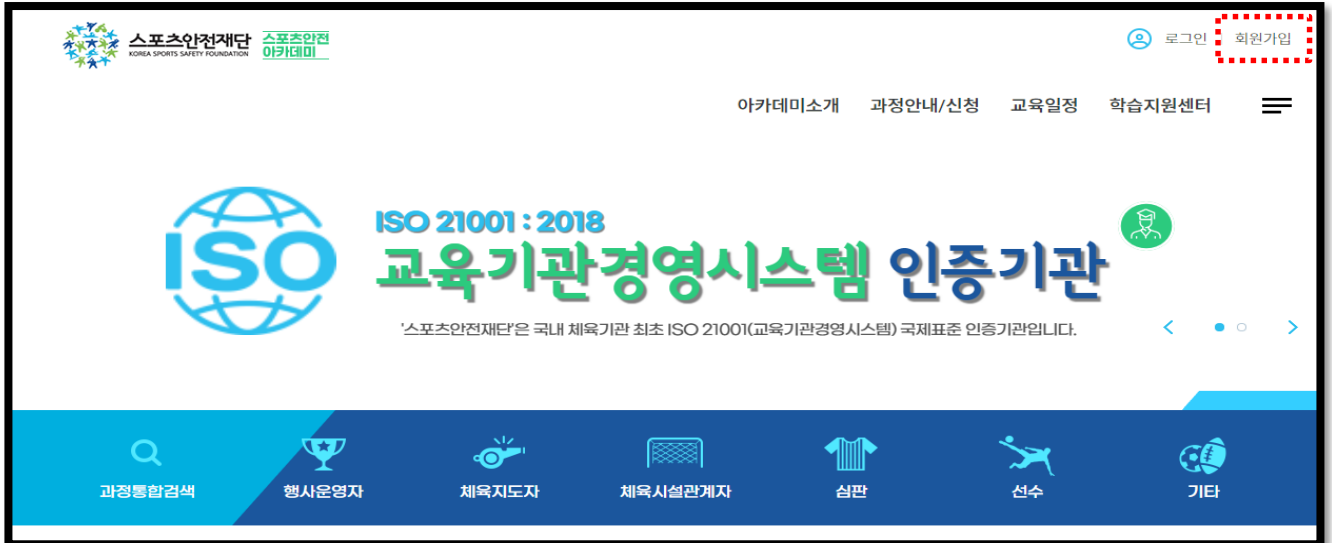 스포츠안전재단
KOREA SPORTS SAFETY FOUNDATION
스포츠안전
아카데미
로그인
회원가입
아카데미소개 과정안내/신청 교육일정 학습지원센터
ISO
ISO 21001 : 2018
교육기관경영시스템 인증기관
'스포츠안전재단'은 국내 체육기관 최초 ISO 21001(교육기관경영시스템) 국제표준 인증기관입니다.
과정통합검색 행사운영자 체육지도자 체육시설관계자 심판 선수 기타